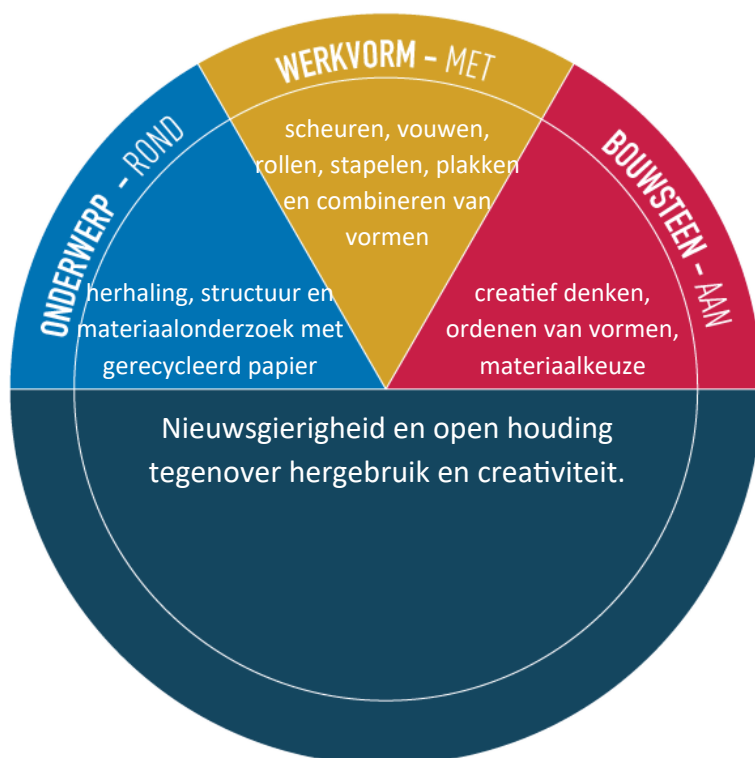 WERKVORM – MET
scheuren, vouwen,
rollen, stapelen, plakken
en combineren van
vormen
ONDERWERP - ROND
herhaling, structuur en
materiaalonderzoek met
gerecycleerd papier
BOUWSTEEN – AAN
creatief denken,
ordenen van vormen,
materiaalkeuze
Nieuwsgierigheid en open houding
tegenover hergebruik en creativiteit.